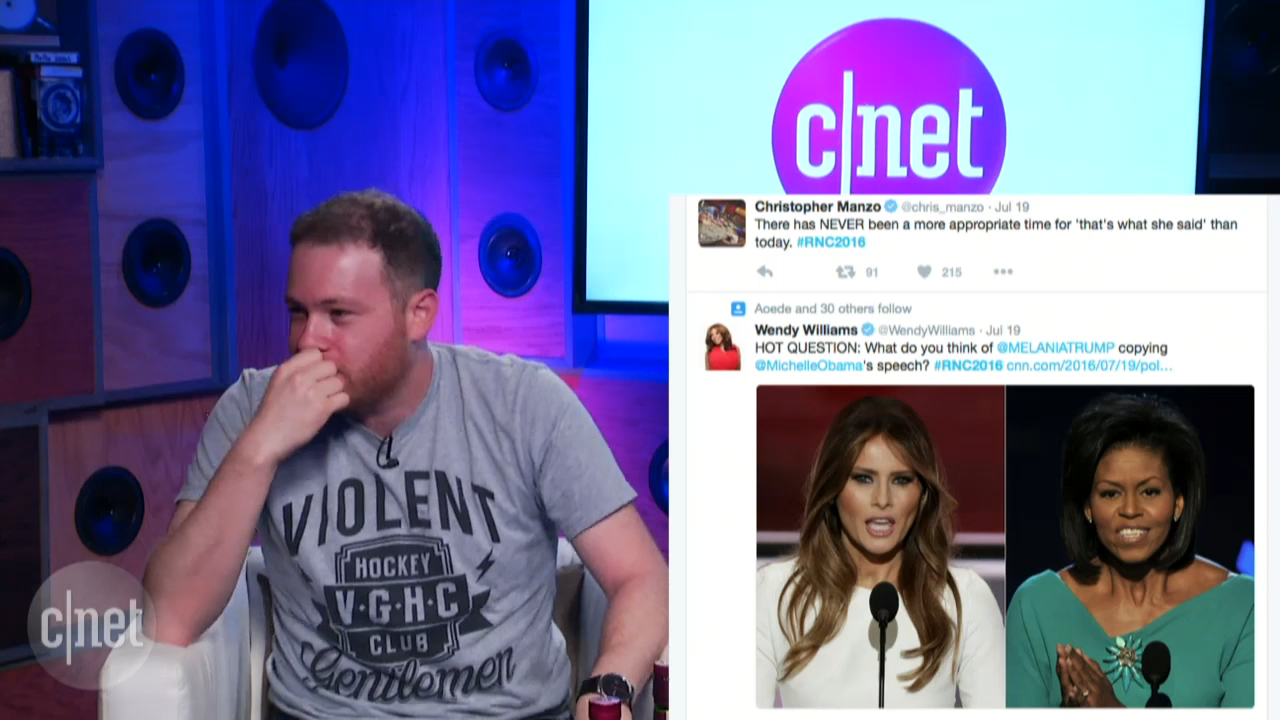 c|net
Christopher Manzo @chris_manzo · Jul 19
There has NEVER been a more appropriate time for 'that's what she said' than
today. #RNC2016
91 215 •••
Aoede and 30 others follow
Wendy Williams @WendyWilliams · Jul 19
HOT QUESTION: What do you think of @MELANIATRUMP copying
@MichelleObama's speech? #RNC2016 cnn.com/2016/07/19/pol...
VIOLENT
HOCKEY
V·G·H·C
CLUB
Gentlemen
c|net